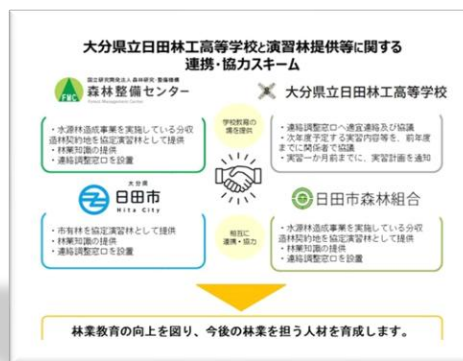 大分県立日田林工高等学校と演習林提供等に関する
連携・協力スキーム
国立研究開発法人 森林研究・整備機構
森林整備センター
FMC
Forest Management Center
・水源林造成事業を実施している分収
造林契約地を協定演習林として提供
・林業知識の提供
・連絡調整窓口を設置
学校教育の
場を提供
大分県立日田林工高等学校
・連絡調整窓口へ適宜連絡及び協議
・次年度予定する実習内容等を、前年度
までに関係者で協議
・実習一か月前までに、実習計画を通知
大分県
日田市
Hita City
・市有林を協定演習林として提供
・林業知識の提供
・連絡調整窓口を設置
相互に
連携・協力
日田市森林組合
・水源林造成事業を実施している分収
造林契約地を協定演習林として提供
・林業知識の提供
・連絡調整窓口を設置
林業教育の向上を図り、今後の林業を担う人材を育成します。